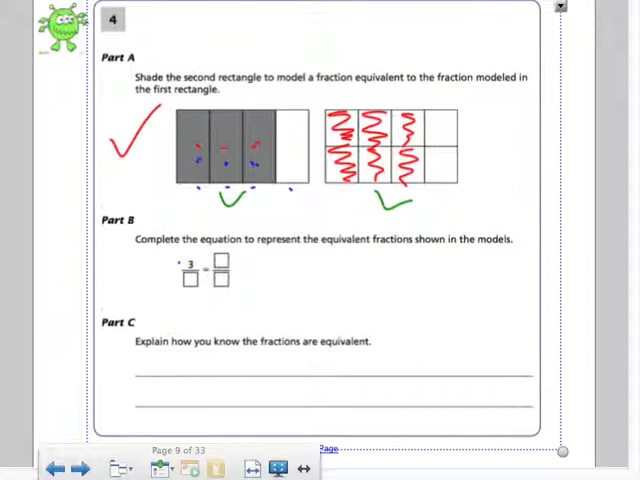 4
Part A
Shade the second rectangle to model a fraction equivalent to the fraction modeled in
the first rectangle.
Part B
Complete the equation to represent the equivalent fractions shown in the models.
3
=
Part C
Explain how you know the fractions are equivalent.
Page
Page 9 of 33